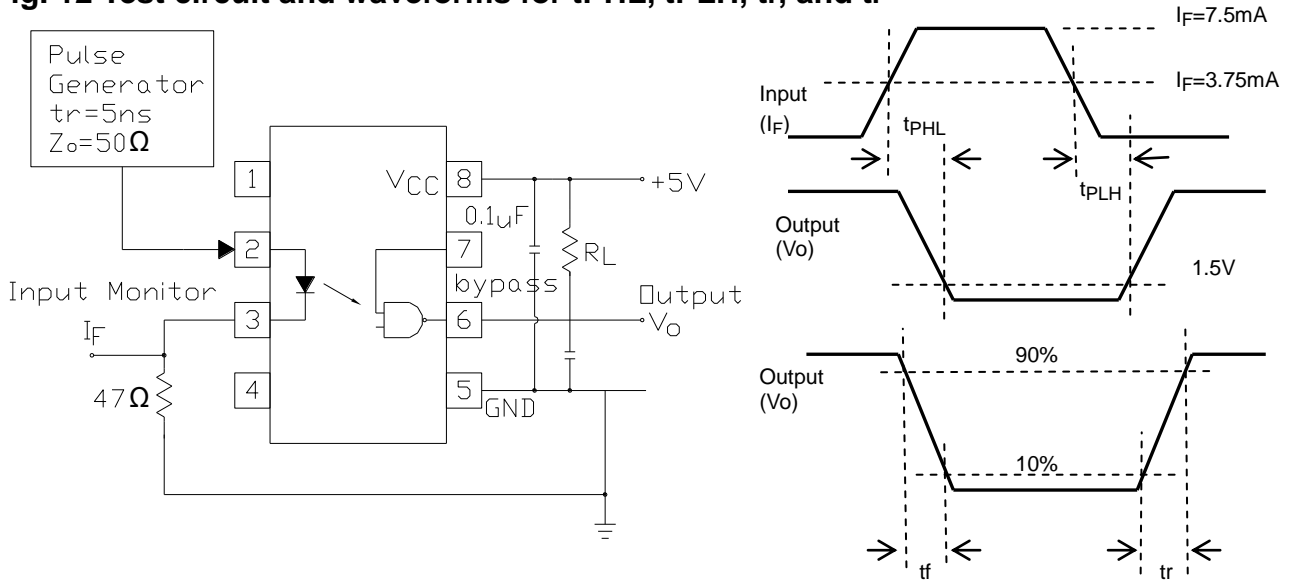 Pulse
Generator
tr=5ns
Zo=50Ω
1
2
3
4
VCC 8
7
6
5
0.1uF
bypass
RL
+5V
Output
Vo
GND
Input Monitor
IF
47Ω
Input
(IF)
IF=7.5mA
IF=3.75mA
tPHL
tPLH
Output
(Vo)
1.5V
Output
(Vo)
90%
10%
tf
tr